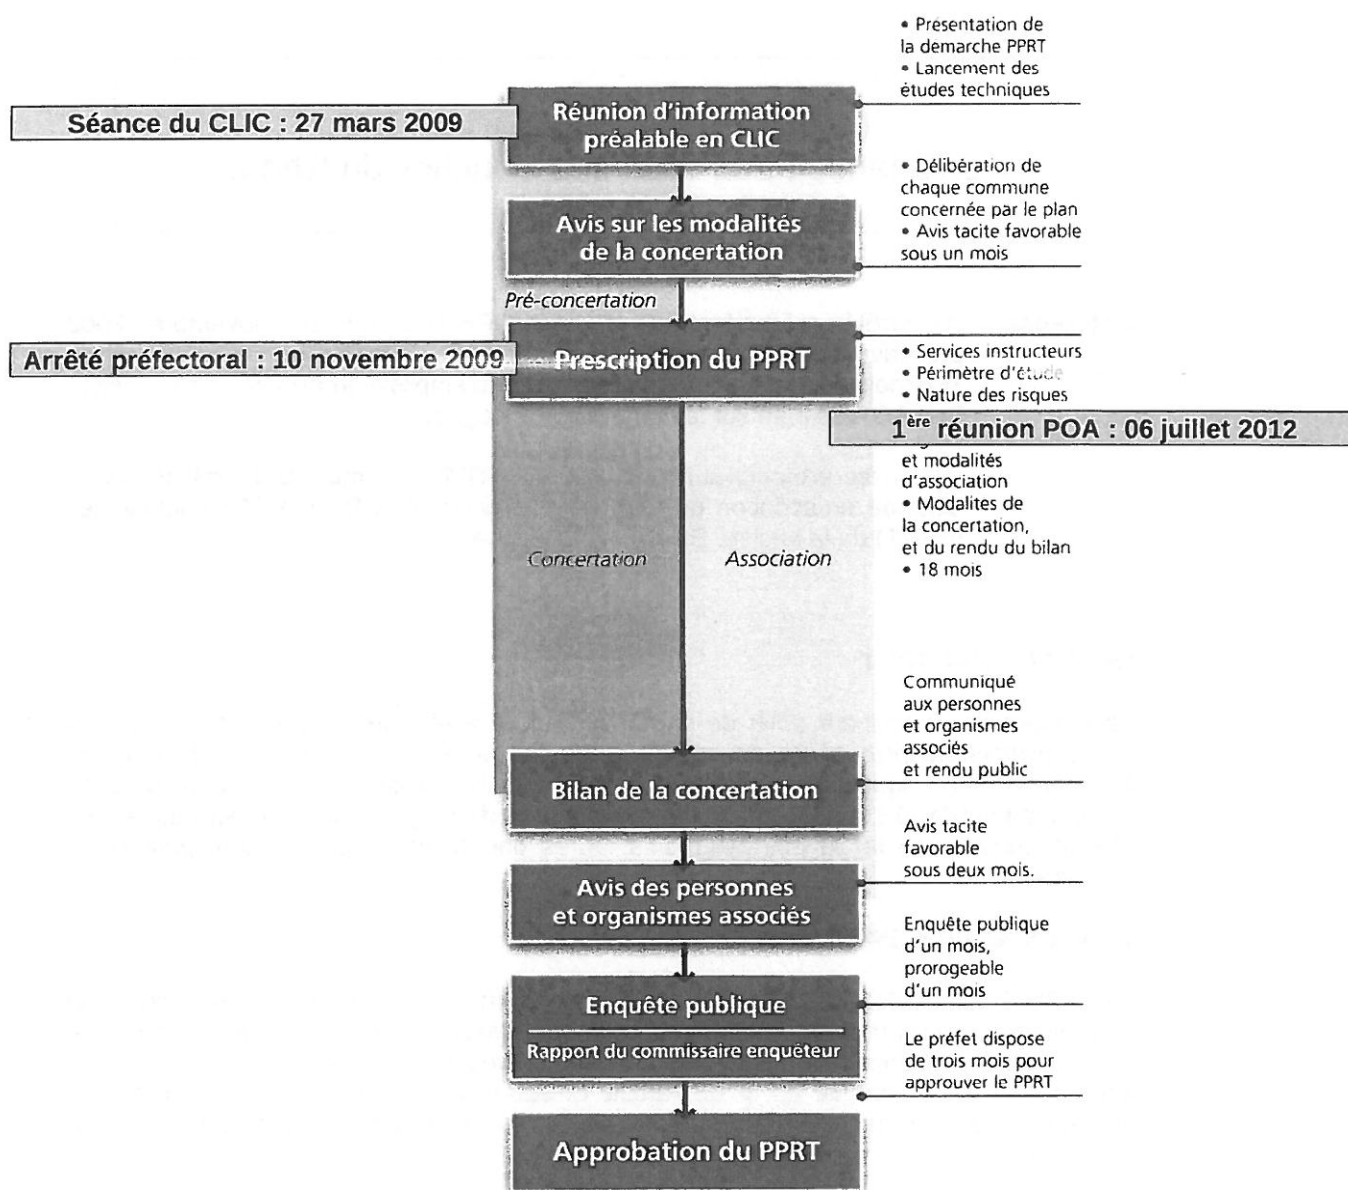 • Présentation de
la demarche PPRT
• Lancement des
études techniques
Séance du CLIC : 27 mars 2009
Réunion d'information
préalable en CLIC
• Délibération de
chaque commune
concernée par le plan
• Avis tacite favorable
sous un mois
Avis sur les modalités
de la concertation
Pré-concertation
Arrêté préfectoral : 10 novembre 2009
Prescription du PPRT
• Services instructeurs
• Périmètre d'étude
• Nature des risques
1ère réunion POA : 06 juillet 2012
et modalités
d'association
• Modalites de
la concertation,
et du rendu du bilan
• 18 mois
Concertation
Association
Communiqué
aux personnes
et organismes
associés
et rendu public
Bilan de la concertation
Avis tacite
favorable
sous deux mois.
Avis des personnes
et organismes associés
Enquête publique
d'un mois,
prorogeable
d'un mois
Enquête publique
Rapport du commissaire enquêteur
Le préfet dispose
de trois mois pour
approuver le PPRT
Approbation du PPRT